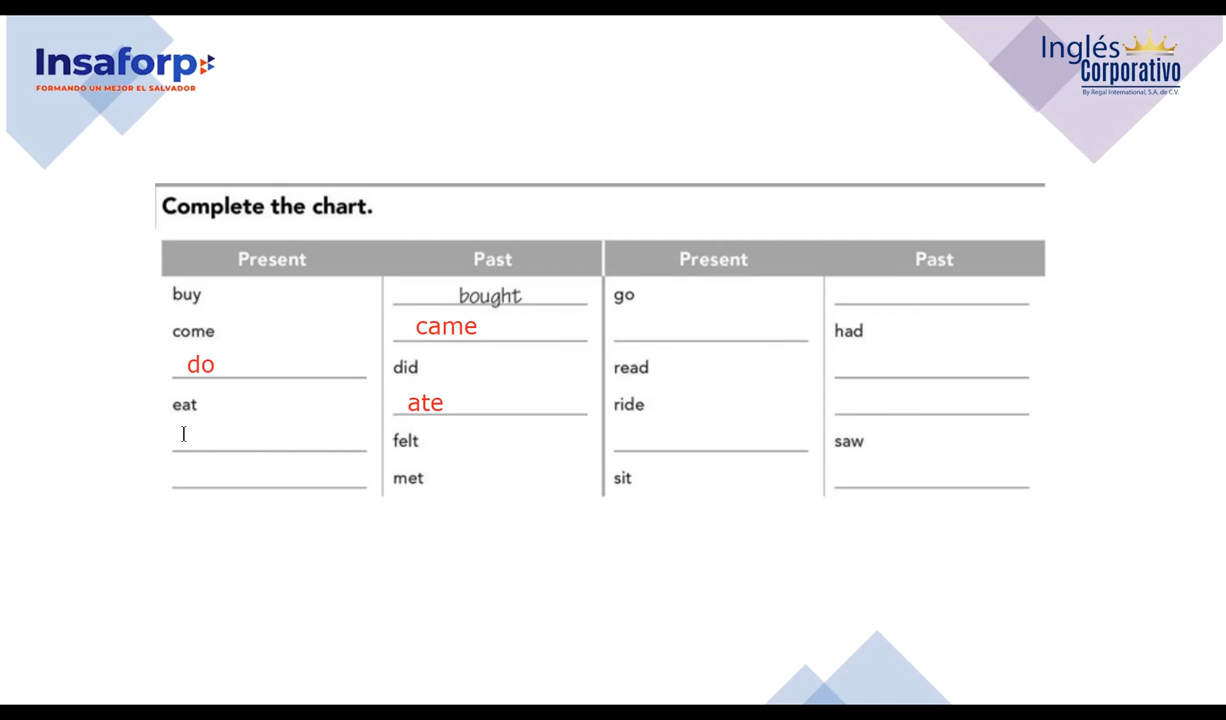 Insaforp
FORMANDO UN MEJOR EL SALVADOR
Inglés
Corporativo
By Regal International, S.A. de C.V.
Complete the chart.
Present Past Present Past
buy bought go
come came had
do did read
eat ate ride
felt saw
met sit